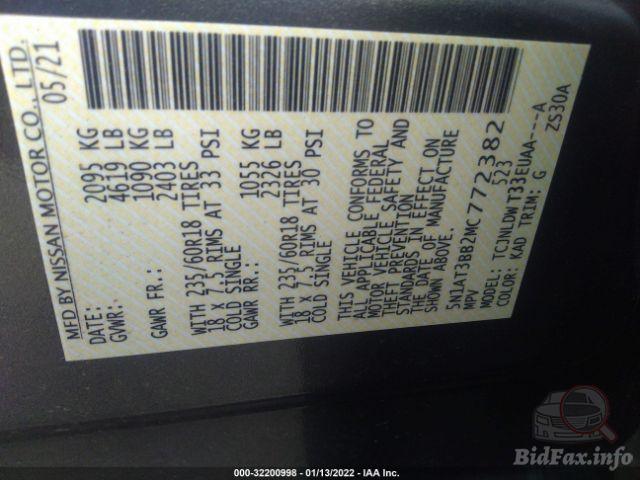 MFD BY NISSAN MOTOR CO., LTD.
DATE: 05/21
GVWR: 2095 KG
4619 LB
GAWR FR.: 1090 KG
2403 LB
WITH 235/60R18 TIRES
18 X 7.5 RIMS AT 33 PSI
COLD SINGLE
GAWR RR.: 1055 KG
2326 LB
WITH 235/60R18 TIRES
18 X 7.5 RIMS AT 30 PSI
COLD SINGLE
THIS VEHICLE CONFORMS TO
ALL APPLICABLE FEDERAL
MOTOR VEHICLE SAFETY AND
THEFT PREVENTION
STANDARDS IN EFFECT ON
THE DATE OF MANUFACTURE
SHOWN ABOVE.
5N1AT3BB2MC772382
MPV 523
MODEL: TCJNLDWT33EUAA---A
COLOR: KAD TRIM: G ZS30A
BidFax.info
000-32200998 - 01/13/2022 - IAA Inc.